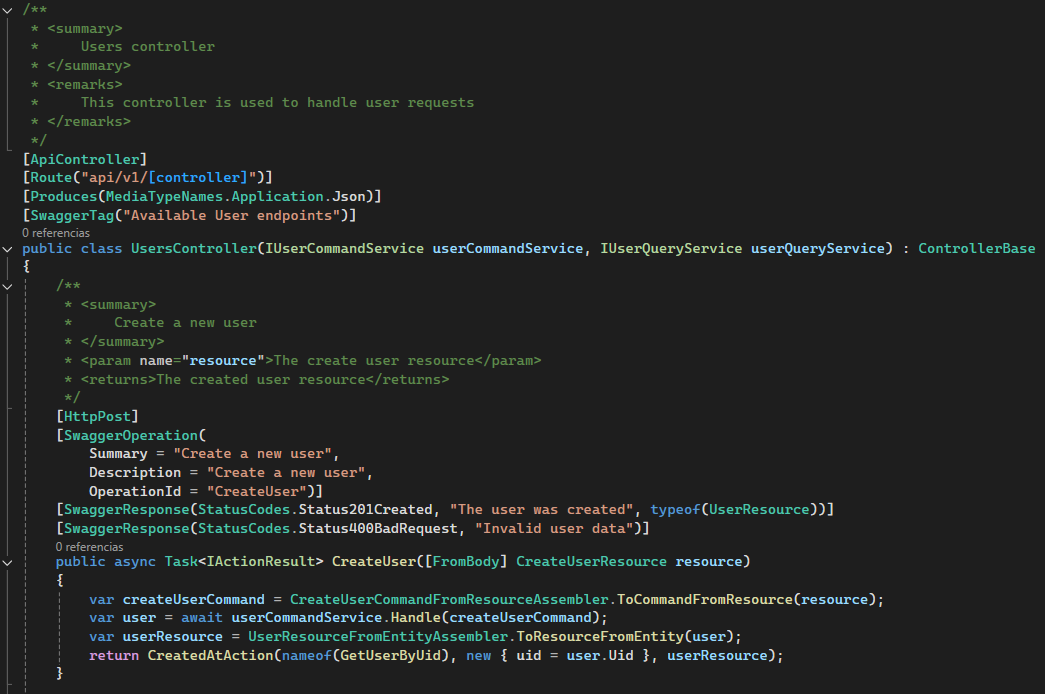 /**
 * <summary>
 *     Users controller
 * </summary>
 * <remarks>
 *     This controller is used to handle user requests
 * </remarks>
 */
[ApiController]
[Route("api/v1/[controller]")]
[Produces(MediaTypeNames.Application.Json)]
[SwaggerTag("Available User endpoints")]
0 referencias
public class UsersController(IUserCommandService userCommandService, IUserQueryService userQueryService) : ControllerBase
{
    /**
     * <summary>
     *     Create a new user
     * </summary>
     * <param name="resource">The create user resource</param>
     * <returns>The created user resource</returns>
     */
    [HttpPost]
    [SwaggerOperation(
        Summary = "Create a new user",
        Description = "Create a new user",
        OperationId = "CreateUser")]
    [SwaggerResponse(StatusCodes.Status201Created, "The user was created", typeof(UserResource))]
    [SwaggerResponse(StatusCodes.Status400BadRequest, "Invalid user data")]
    0 referencias
    public async Task<IActionResult> CreateUser([FromBody] CreateUserResource resource)
    {
        var createUserCommand = CreateUserCommandFromResourceAssembler.ToCommandFromResource(resource);
        var user = await userCommandService.Handle(createUserCommand);
        var userResource = UserResourceFromEntityAssembler.ToResourceFromEntity(user);
        return CreatedAtAction(nameof(GetUserByUid), new { uid = user.Uid }, userResource);
    }